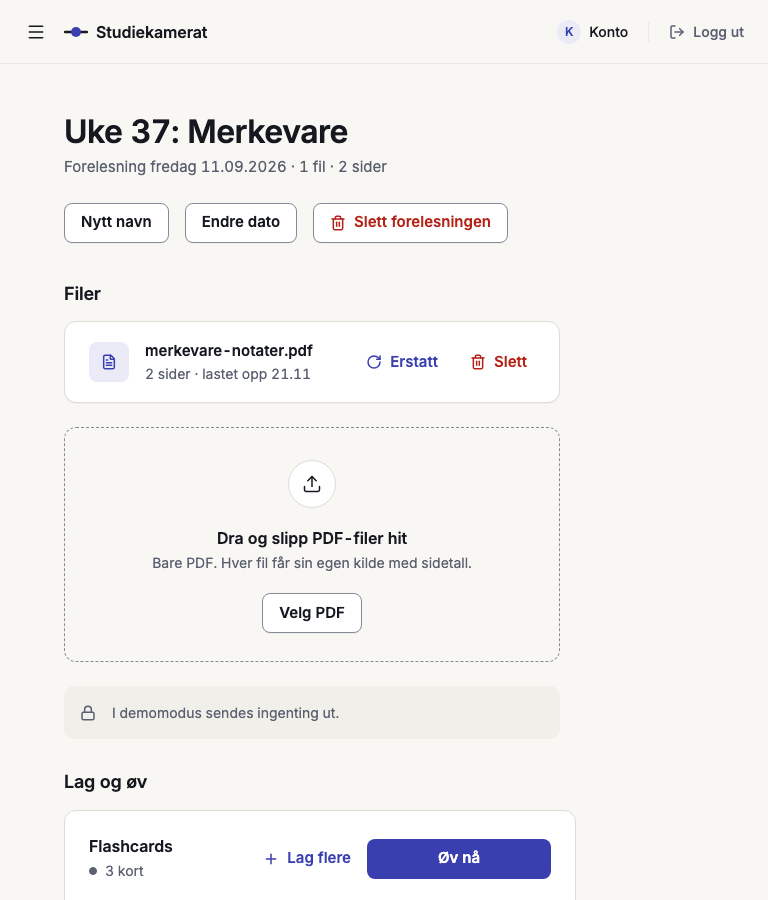 Studiekamerat
K Konto
Logg ut
Uke 37: Merkevare
Forelesning fredag 11.09.2026 · 1 fil · 2 sider
Nytt navn
Endre dato
Slett forelesningen
Filer
merkevare-notater.pdf
2 sider · lastet opp 21.11
Erstatt
Slett
Dra og slipp PDF-filer hit
Bare PDF. Hver fil får sin egen kilde med sidetall.
Velg PDF
I demomodus sendes ingenting ut.
Lag og øv
Flashcards
3 kort
Lag flere
Øv nå